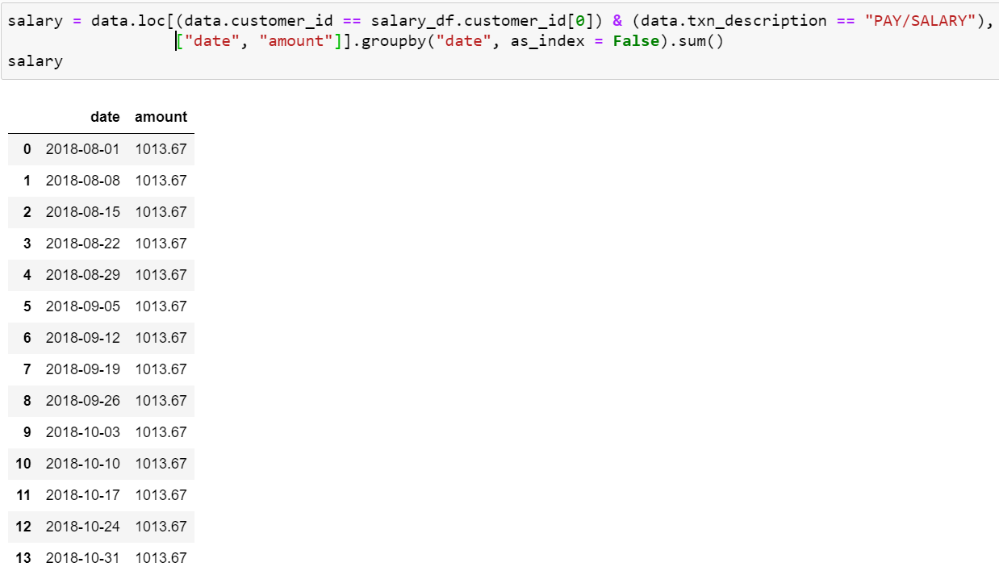 salary = data.loc[(data.customer_id == salary_df.customer_id[0]) & (data.txn_description == "PAY/SALARY"),
["date", "amount"]].groupby("date", as_index = False).sum()
salary
date amount
0 2018-08-01 1013.67
1 2018-08-08 1013.67
2 2018-08-15 1013.67
3 2018-08-22 1013.67
4 2018-08-29 1013.67
5 2018-09-05 1013.67
6 2018-09-12 1013.67
7 2018-09-19 1013.67
8 2018-09-26 1013.67
9 2018-10-03 1013.67
10 2018-10-10 1013.67
11 2018-10-17 1013.67
12 2018-10-24 1013.67
13 2018-10-31 1013.67